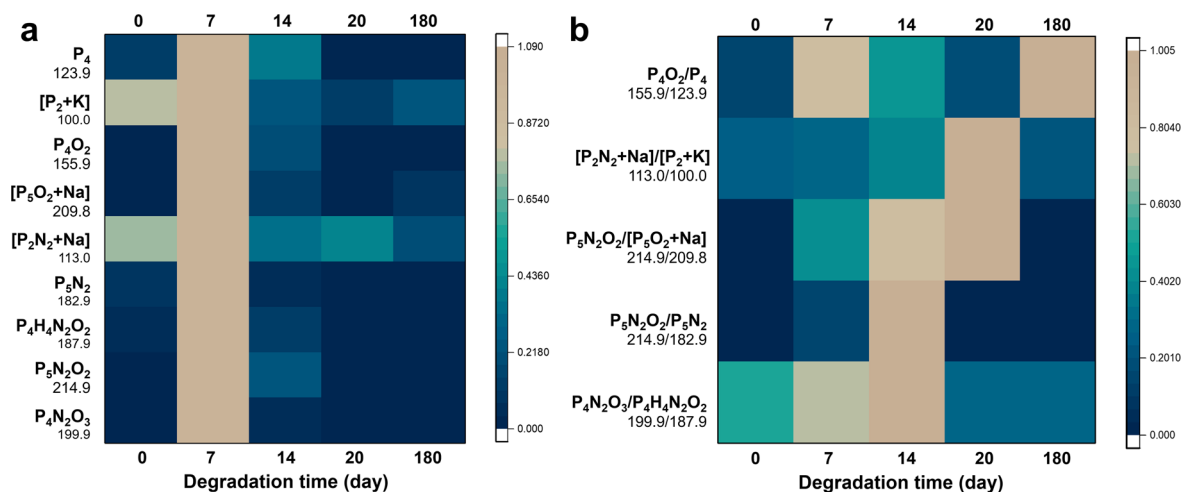 a
0 7 14 20 180
P₄
123.9
[P₂+K]
100.0
P₄O₂
155.9
[P₅O₂+Na]
209.8
[P₂N₂+Na]
113.0
P₅N₂
182.9
P₄H₄N₂O₂
187.9
P₅N₂O₂
214.9
P₄N₂O₃
199.9
0 7 14 20 180
Degradation time (day)
1.090
0.8720
0.6540
0.4360
0.2180
0.000
b
0 7 14 20 180
P₄O₂/P₄
155.9/123.9
[P₂N₂+Na]/[P₂+K]
113.0/100.0
P₅N₂O₂/[P₅O₂+Na]
214.9/209.8
P₅N₂O₂/P₅N₂
214.9/182.9
P₄N₂O₃/P₄H₄N₂O₂
199.9/187.9
0 7 14 20 180
Degradation time (day)
1.005
0.8040
0.6030
0.4020
0.2010
0.000